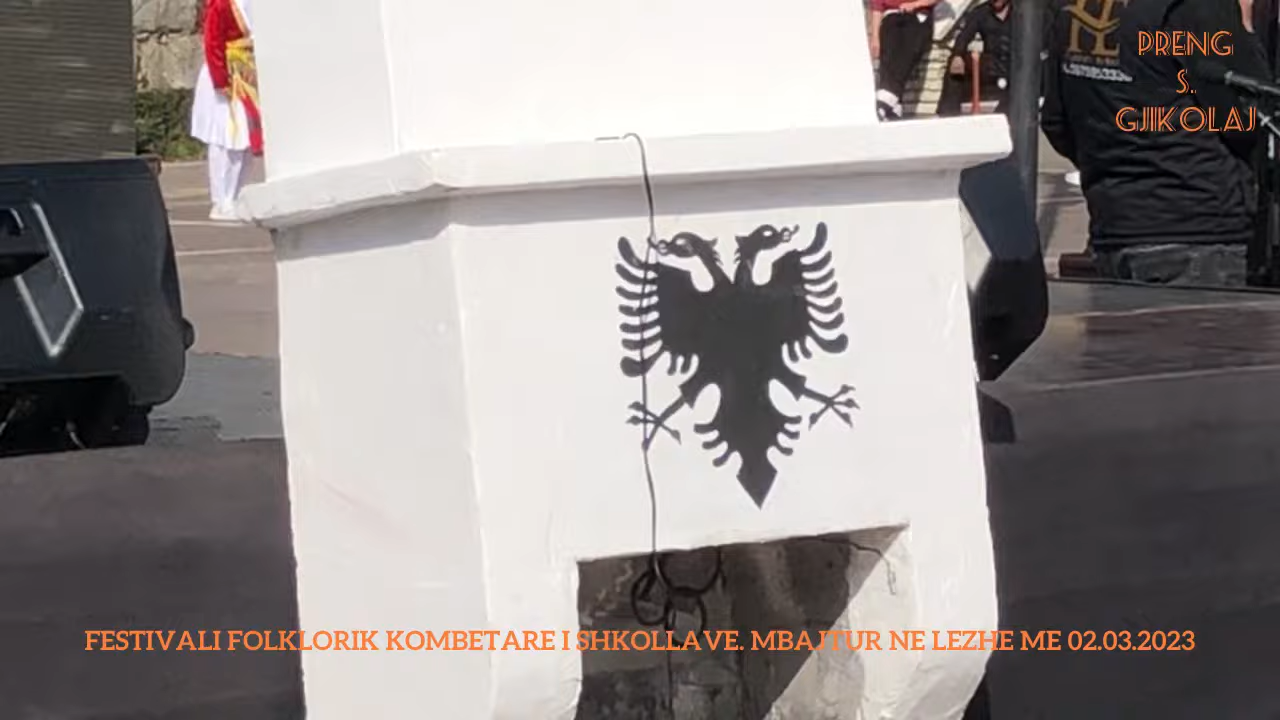 PRENG
S.
GJIKOLAJ
FESTIVALI FOLKLORIK KOMBETARE I SHKOLLAVE. MBAJTUR NE LEZHE ME 02.03.2023